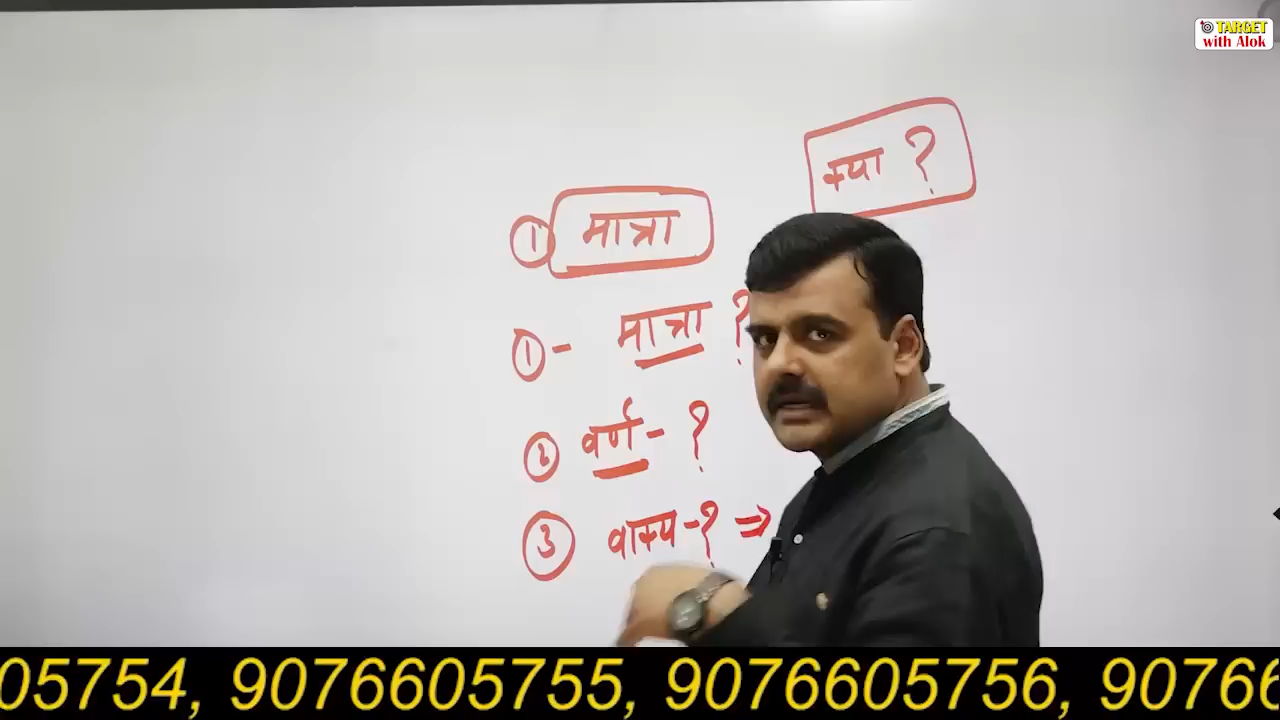 TARGET
with Alok
क्या ?
① मात्रा
① - मात्रा ?
② वर्ण - ?
③ वाक्य - ? ⇒
05754, 9076605755, 9076605756, 90766